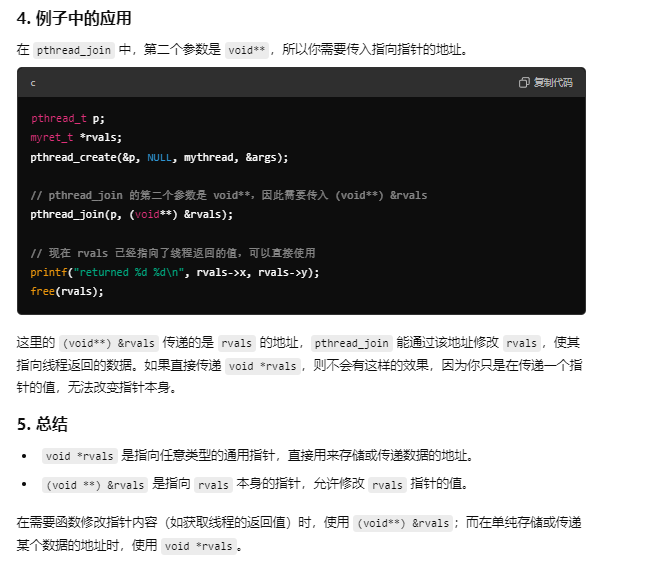 4. 例子中的应用
在 pthread_join 中，第二个参数是 void**，所以你需要传入指向指针的地址。
c
复制代码
pthread_t p;
myret_t *rvals;
pthread_create(&p, NULL, mythread, &args);
// pthread_join 的第二个参数是 void**，因此需要传入 (void**) &rvals
pthread_join(p, (void**) &rvals);
// 现在 rvals 已经指向了线程返回的值，可以直接使用
printf("returned %d %d\n", rvals->x, rvals->y);
free(rvals);
这里的 (void**) &rvals 传递的是 rvals 的地址，pthread_join 能通过该地址修改 rvals，使其
指向线程返回的数据。如果直接传递 void *rvals，则不会有这样的效果，因为你只是在传递一个指
针的值，无法改变指针本身。
5. 总结
• void *rvals 是指向任意类型的通用指针，直接用来存储或传递数据的地址。
• (void **) &rvals 是指向 rvals 本身的指针，允许修改 rvals 指针的值。
在需要函数修改指针内容（如获取线程的返回值）时，使用 (void**) &rvals；而在单纯存储或传递
某个数据的地址时，使用 void *rvals。